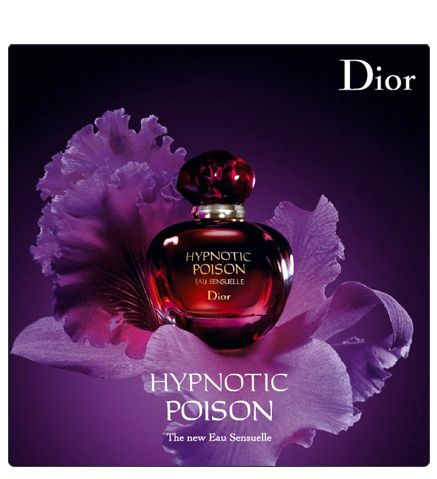 Dior
HYPNOTIC
POISON
EAU SENSUELLE
Dior
HYPNOTIC
POISON
The new Eau Sensuelle